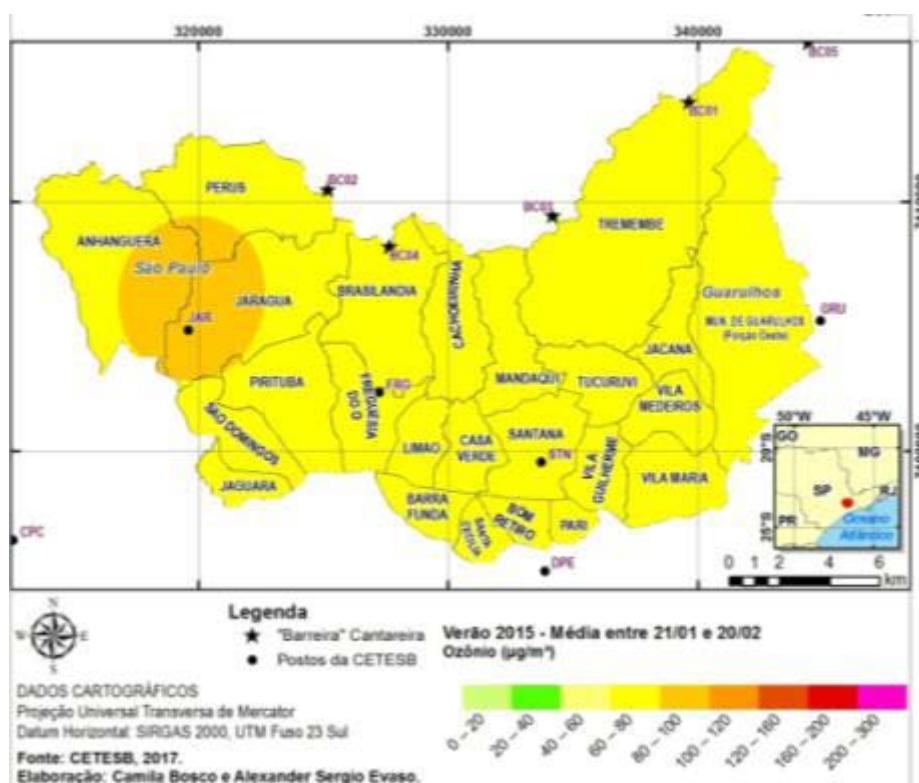 320000 330000 340000
BC05
BC01
PERUS
BC02
ANHANGUERA
BC03
TREMEMBE
São Paulo
BC04
JARAGUA
BRASILANDIA
CACHOEIRINHA
Guarulhos
JAR
MUN. DE GUARULHOS
(Porção Oeste)
GRU
JACANA
PIRITUBA
FREGUESIA
DO O
FRG
MANDAQUI
TUCURUVI
VILA
MEDEIROS
SAO DOMINGOS
LIMAO
CASA
VERDE
SANTANA
STN
VILA
GUILHERME
VILA MARIA
JAGUARA
BARRA
FUNDA
SANTA
CECILIA
BOM
RETIRO
PARI
CPC
DPE
50°W 45°W
20°S
25°S
GO
MG
SP
RJ
PR
Oceano
Atlântico
0 1 2 4 6
km
N
W E
S
Legenda
"Barreira" Cantareira
Postos da CETESB
Verão 2015 - Média entre 21/01 e 20/02
Ozônio (µg/m³)
0 – 20
20 – 40
40 – 60
60 – 80
80 – 100
100 – 120
120 – 160
160 – 200
200 – 300
DADOS CARTOGRÁFICOS
Projeção Universal Transversa de Mercator
Datum Horizontal: SIRGAS 2000, UTM Fuso 23 Sul
Fonte: CETESB, 2017.
Elaboração: Camila Bosco e Alexander Sergio Evaso.